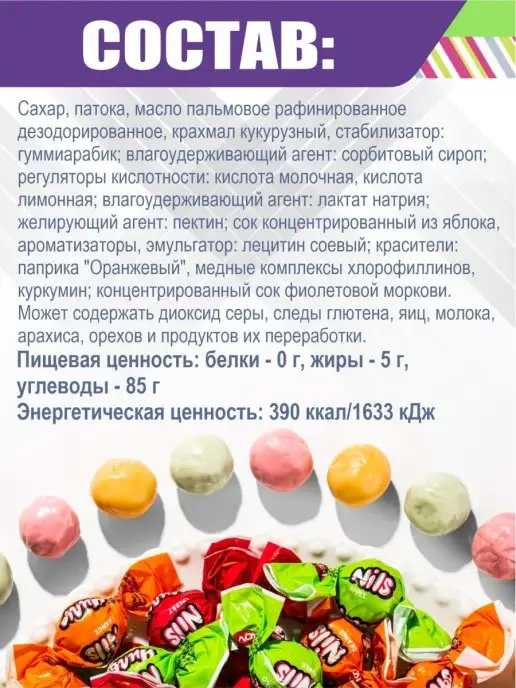 СОСТАВ:
Сахар, патока, масло пальмовое рафинированное
дезодорированное, крахмал кукурузный, стабилизатор:
гуммиарабик; влагоудерживающий агент: сорбитовый сироп;
регуляторы кислотности: кислота молочная, кислота
лимонная; влагоудерживающий агент: лактат натрия;
желирующий агент: пектин; сок концентрированный из яблока,
ароматизаторы, эмульгатор: лецитин соевый; красители:
паприка "Оранжевый", медные комплексы хлорофиллинов,
куркумин; концентрированный сок фиолетовой моркови.
Может содержать диоксид серы, следы глютена, яиц, молока,
арахиса, орехов и продуктов их переработки.
Пищевая ценность: белки - 0 г, жиры - 5 г,
углеводы - 85 г
Энергетическая ценность: 390 ккал/1633 кДж